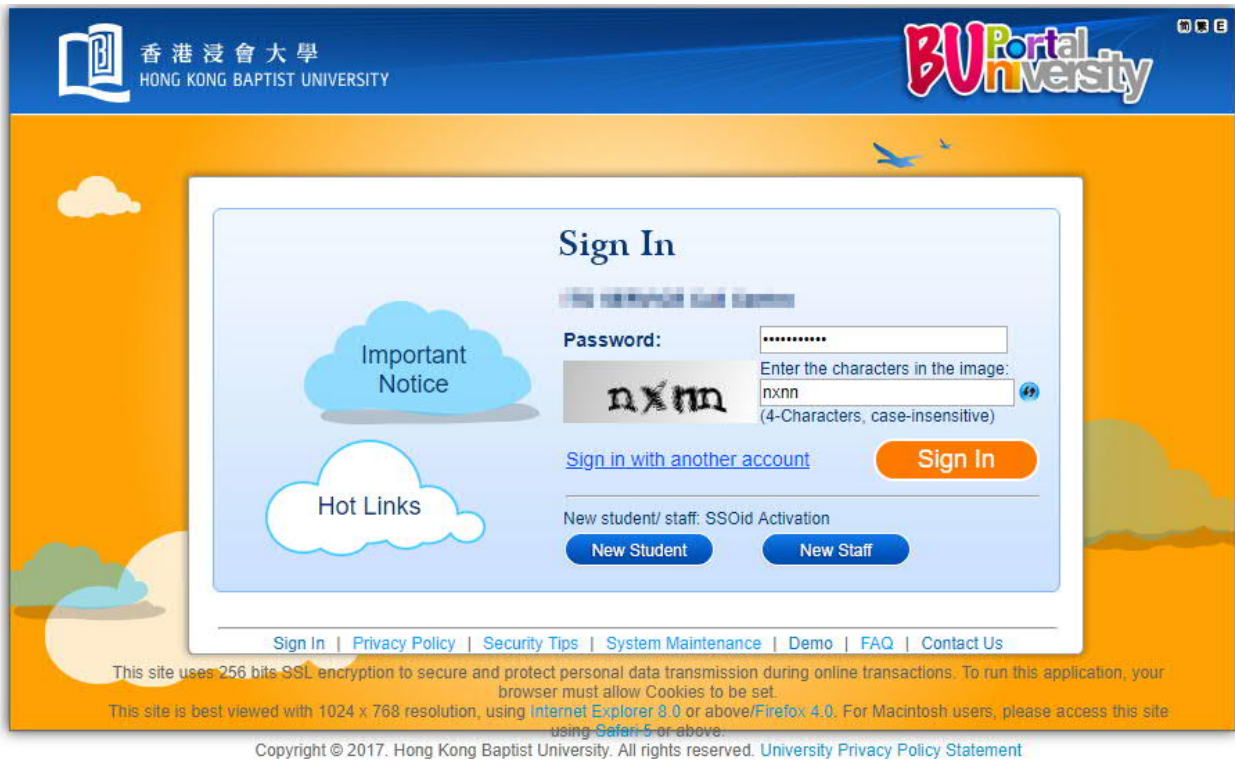 香港浸會大學
HONG KONG BAPTIST UNIVERSITY
BU Portal
University
简 繁 E
Sign In
Important
Notice
Password:
Enter the characters in the image:
nxnn
nxnn
(4-Characters, case-insensitive)
Sign in with another account
Sign In
Hot Links
New student/ staff: SSOid Activation
New Student
New Staff
Sign In | Privacy Policy | Security Tips | System Maintenance | Demo | FAQ | Contact Us
This site uses 256 bits SSL encryption to secure and protect personal data transmission during online transactions. To run this application, your
browser must allow Cookies to be set.
This site is best viewed with 1024 x 768 resolution, using Internet Explorer 8.0 or above/Firefox 4.0. For Macintosh users, please access this site
using Safari 5 or above.
Copyright © 2017. Hong Kong Baptist University. All rights reserved. University Privacy Policy Statement